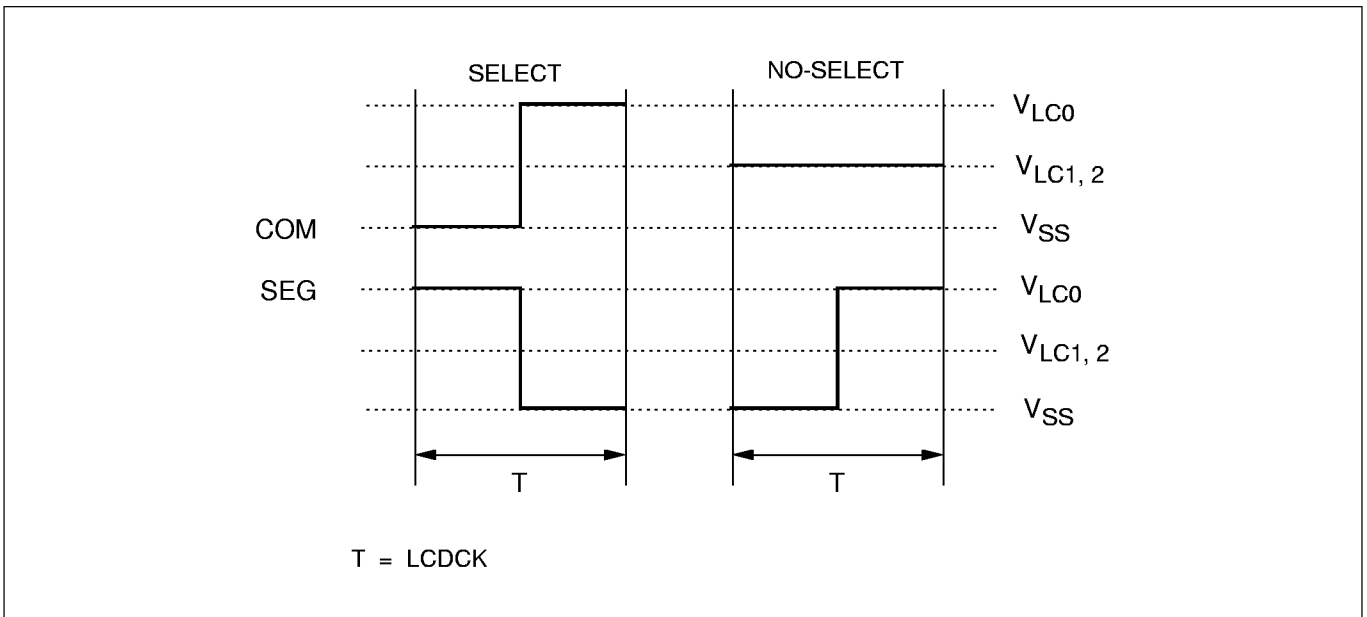 SELECT NO-SELECT
VLC0
VLC1, 2
COM VSS
SEG VLC0
VLC1, 2
VSS
T T
T = LCDCK